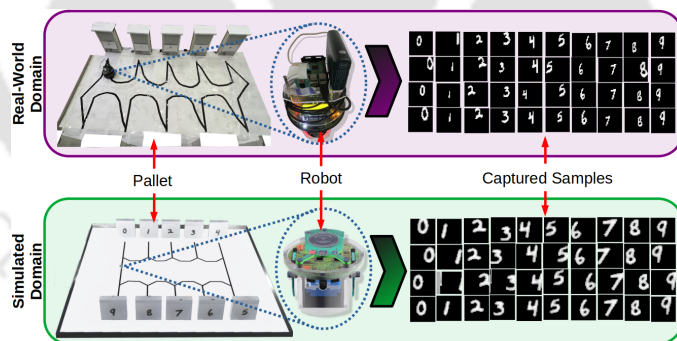 Real-World
Domain
0 1 2 3 4 5 6 7 8 9
0 1 2 3 4 5 6 7 8 9
0 1 2 3 4 5 6 7 8 9
0 1 2 3 4 5 6 7 8 9
Pallet
Robot
Captured Samples
Simulated
Domain
0 1 2 3 4
9 8 7 6 5
0 1 2 3 4 5 6 7 8 9
0 1 2 3 4 5 6 7 8 9
0 1 2 3 4 5 6 7 8 9
0 1 2 3 4 5 6 7 8 9